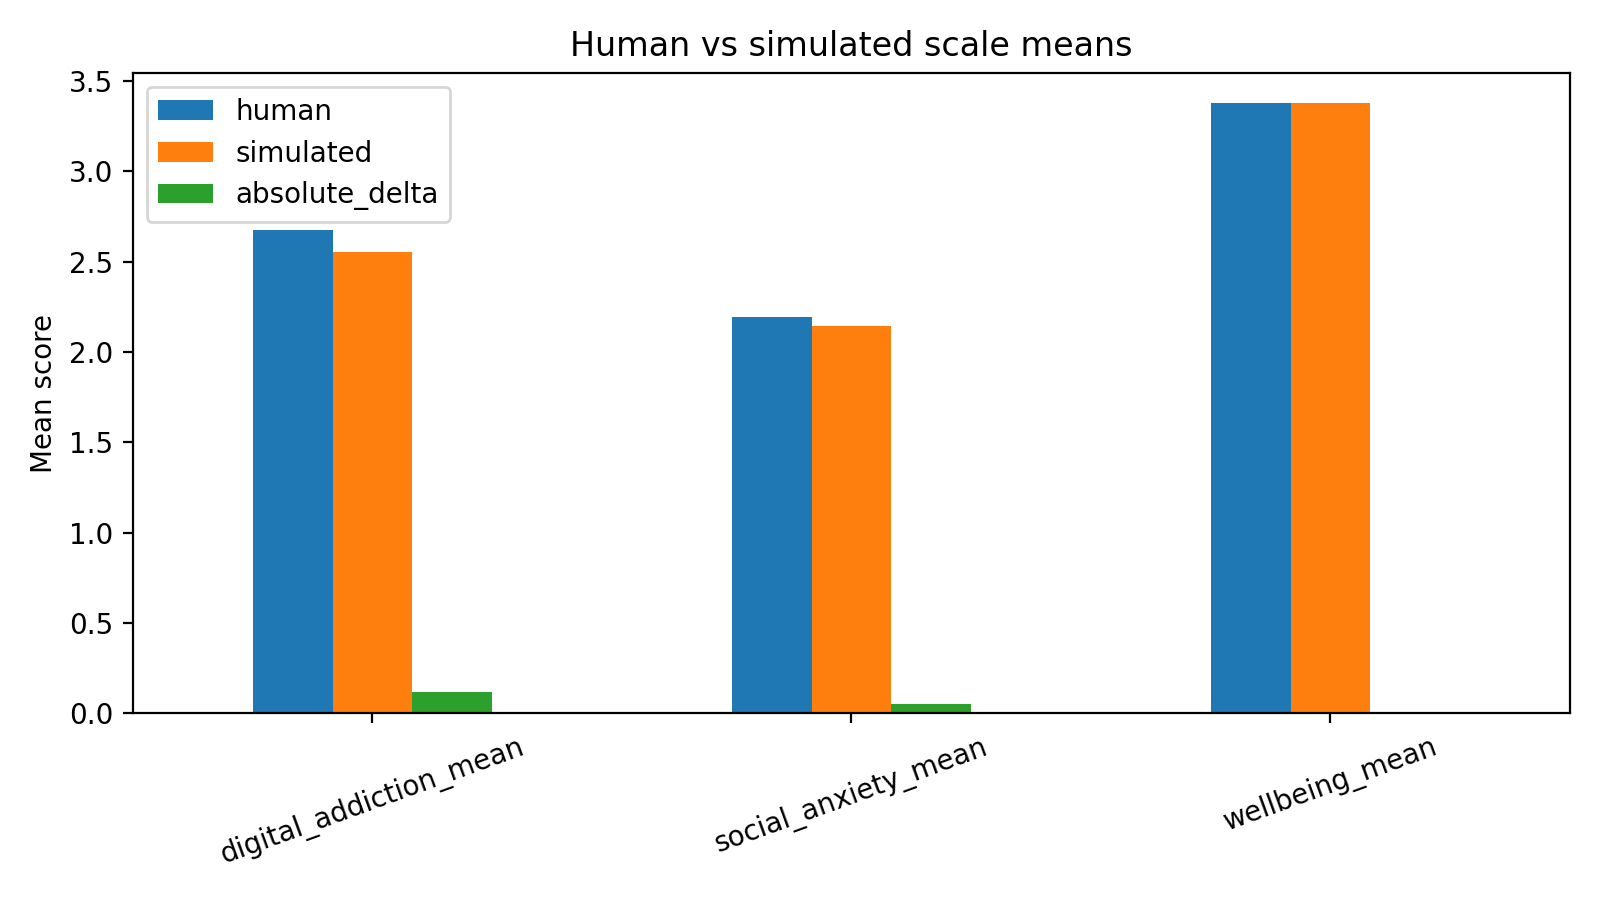 Human vs simulated scale means
Mean score
3.5
3.0
2.5
2.0
1.5
1.0
0.5
0.0
human
simulated
absolute_delta
digital_addiction_mean
social_anxiety_mean
wellbeing_mean